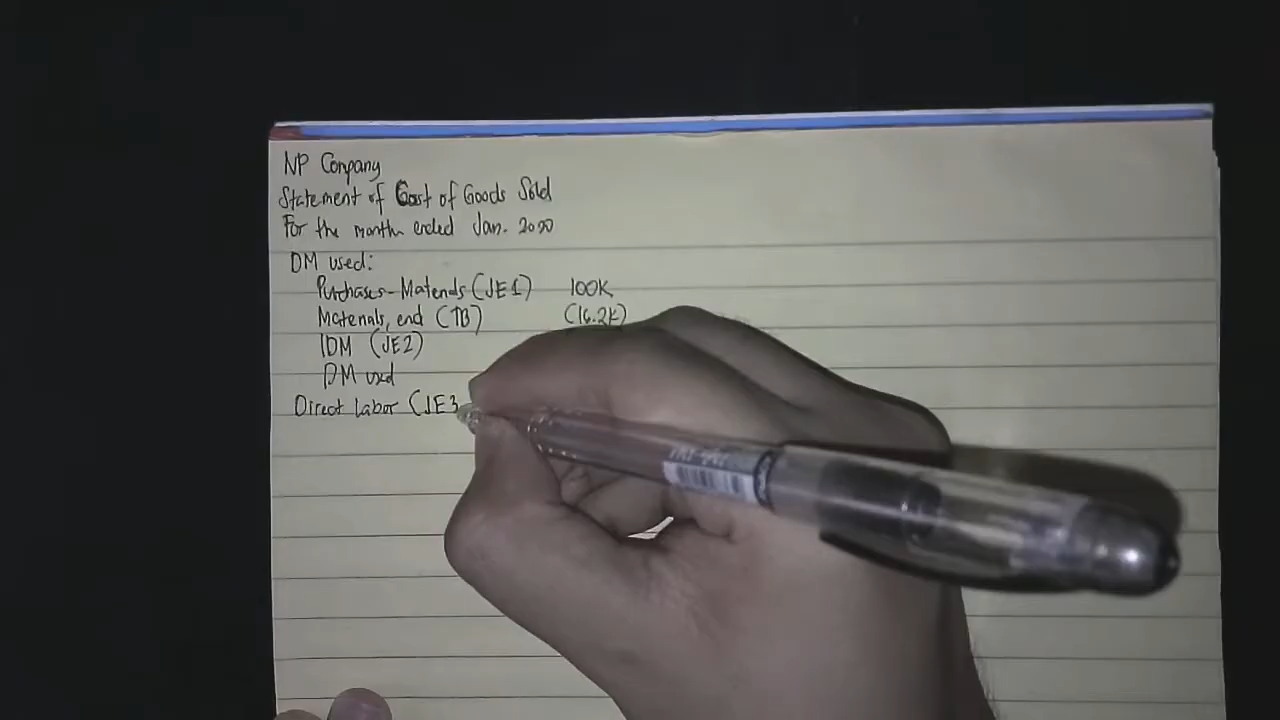 NP Company
Statement of Cost of Goods Sold
For the month ended Jan. 2020
DM used:
Purchases-Materials (JE1) 100K
Materials, end (TB) (16.2K)
IDM (JE2)
DM used
Direct Labor (JE3